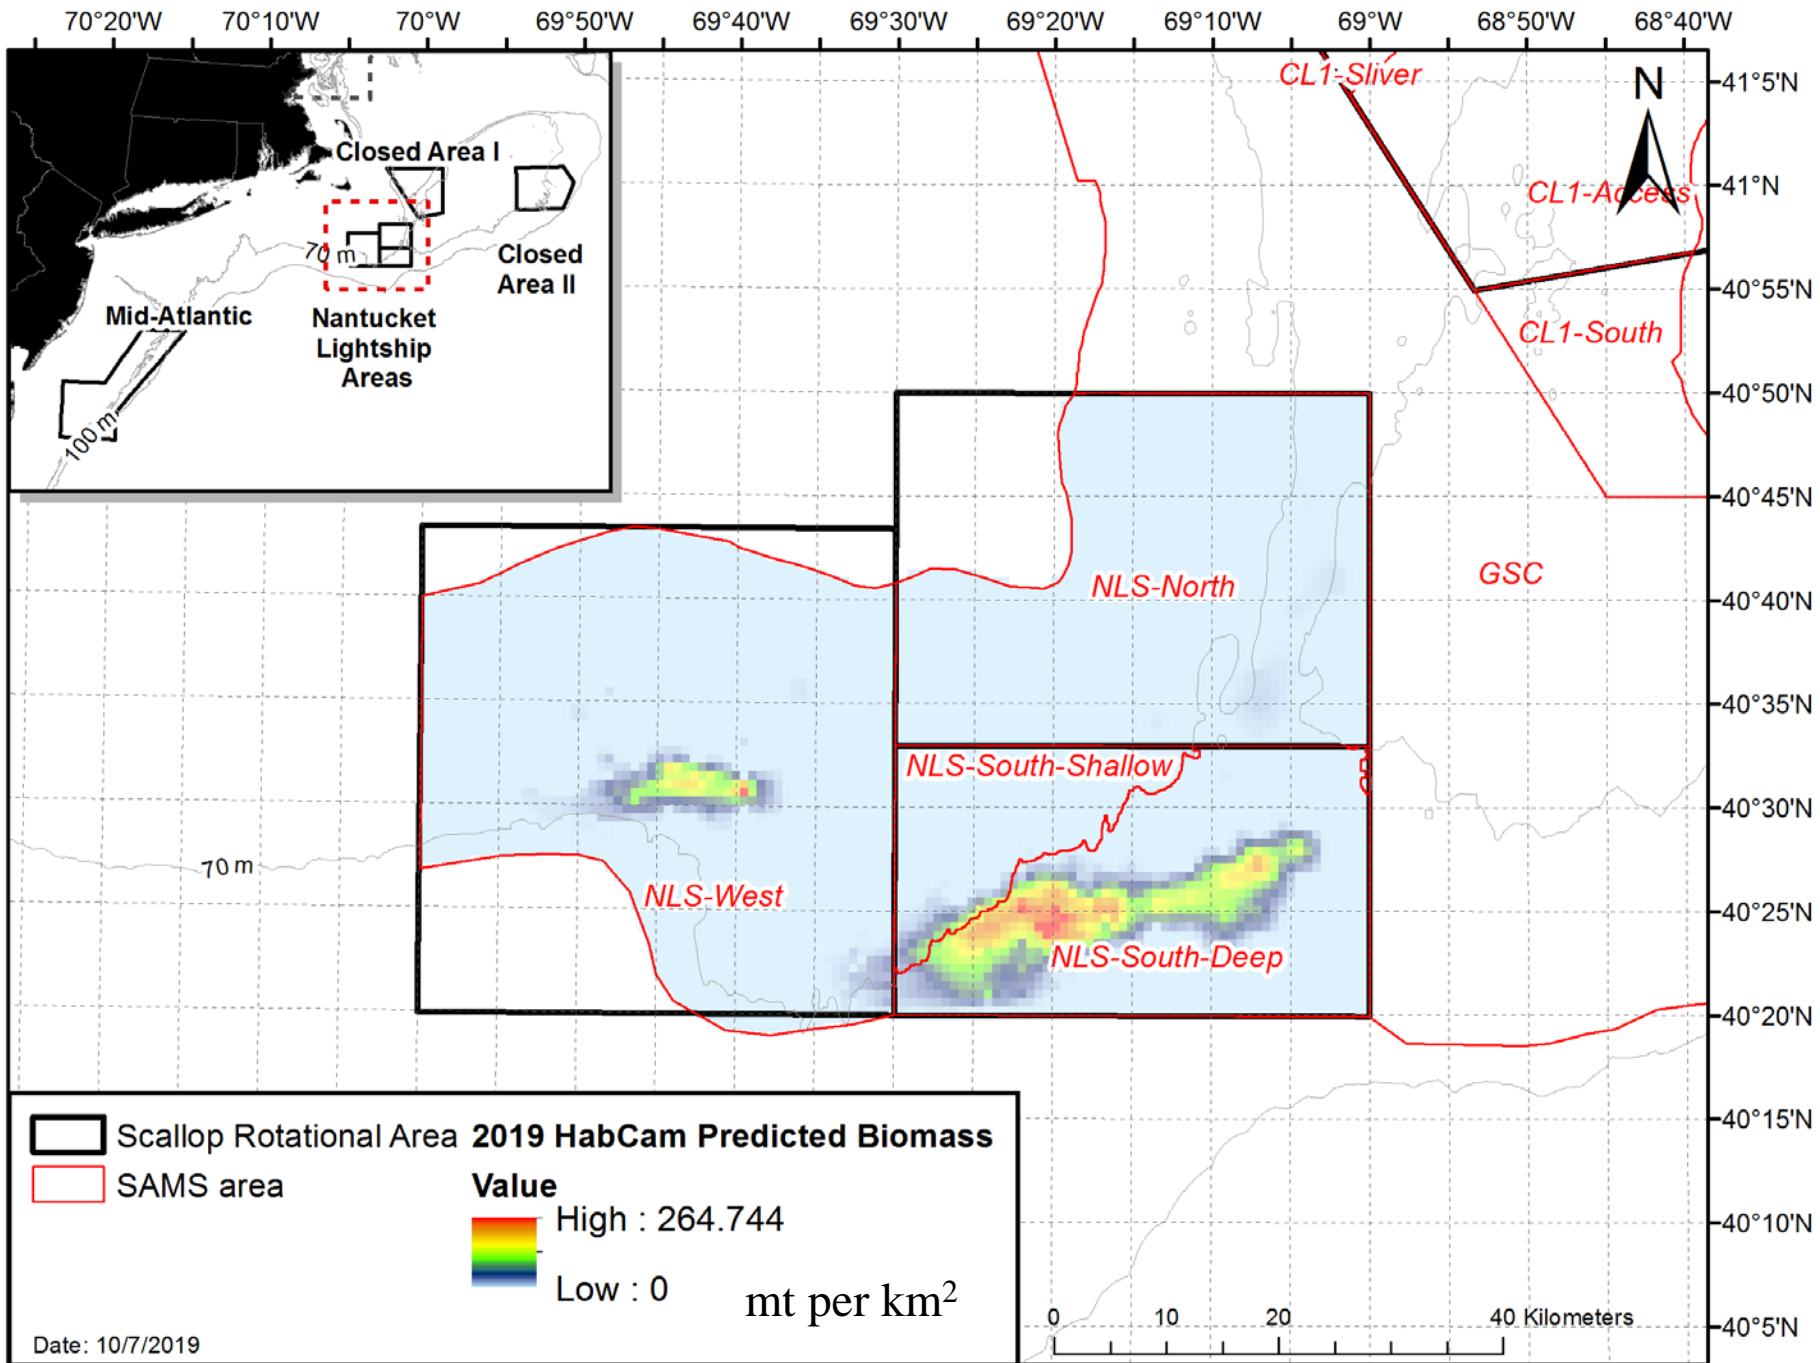 70°20'W 70°10'W 70°W 69°50'W 69°40'W 69°30'W 69°20'W 69°10'W 69°W 68°50'W 68°40'W
CL1-Sliver
41°5'N
N
Closed Area I
CL1-Access
41°N
70 m
Closed
Area II
40°55'N
Mid-Atlantic
Nantucket
Lightship
Areas
CL1-South
40°50'N
100 m
40°45'N
NLS-North
GSC
40°40'N
40°35'N
NLS-South-Shallow
40°30'N
70 m
NLS-West
40°25'N
NLS-South-Deep
40°20'N
Scallop Rotational Area
SAMS area
2019 HabCam Predicted Biomass
Value
High : 264.744
Low : 0
mt per km²
Date: 10/7/2019
40°15'N
40°10'N
0 10 20 40 Kilometers
40°5'N